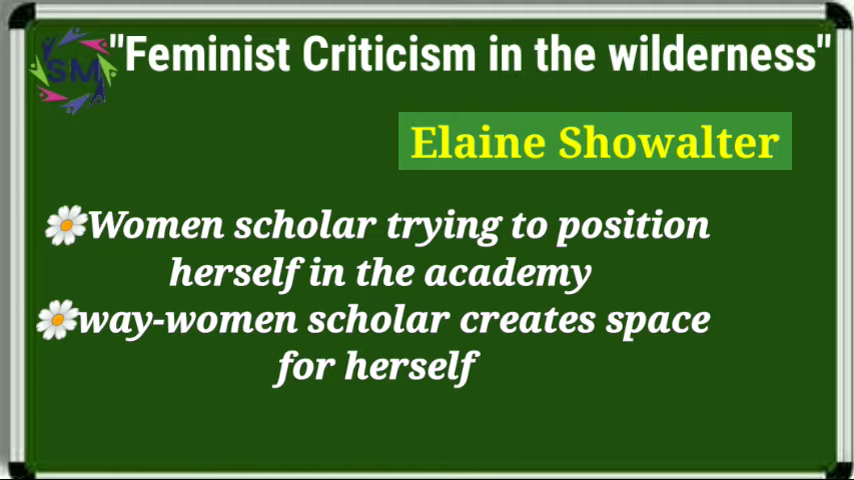 "Feminist Criticism in the wilderness"
SM
Elaine Showalter
Women scholar trying to position
herself in the academy
way-women scholar creates space
for herself